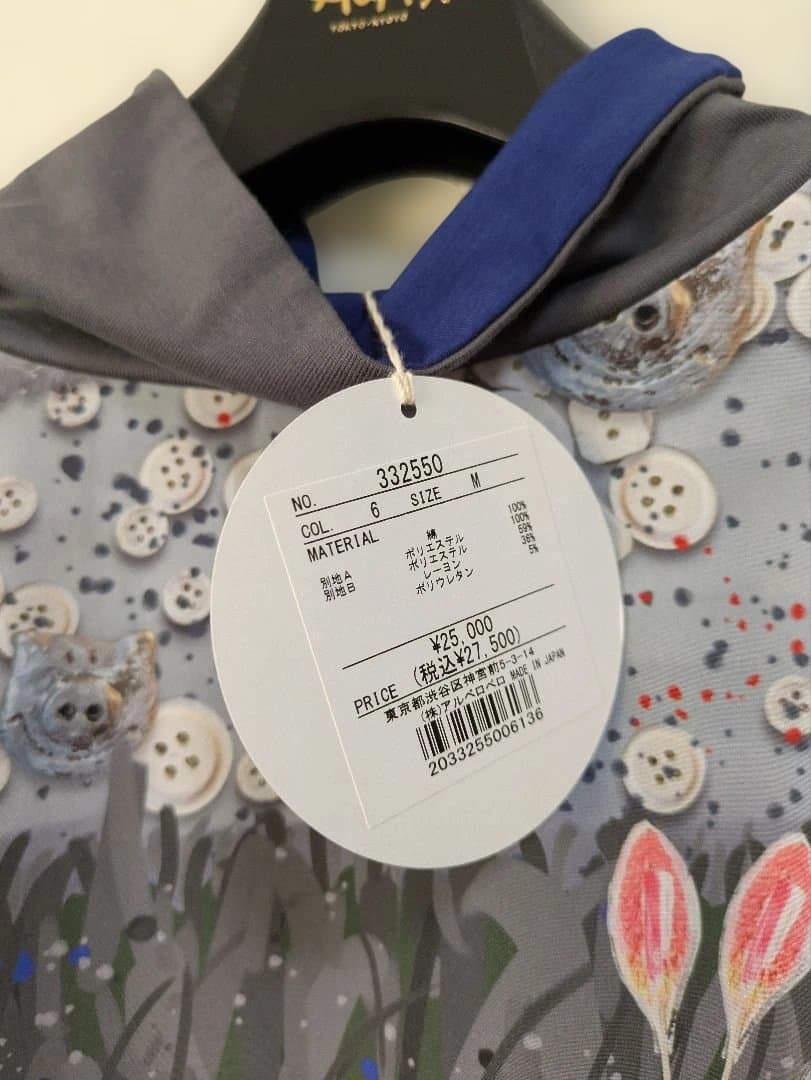 TOKYO-KYOTO
NO. 332550
COL. 6 SIZE M
MATERIAL 綿 100%
別地A ポリエステル 100%
別地B ポリエステル 59%
レーヨン 36%
ポリウレタン 5%
¥25,000
PRICE (税込¥27,500)
東京都渋谷区神宮前5-3-14
(株)アルベロベロ MADE IN JAPAN
2033255006136